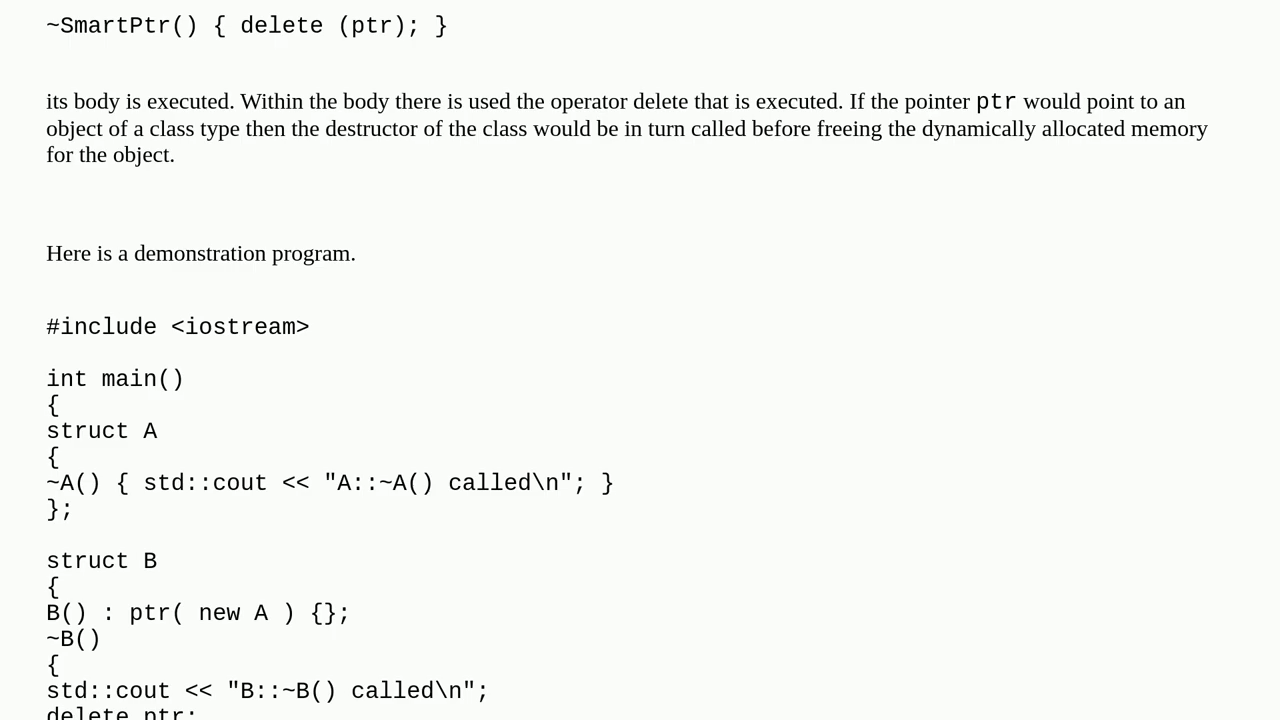 ~SmartPtr() { delete (ptr); }
its body is executed. Within the body there is used the operator delete that is executed. If the pointer ptr would point to an
object of a class type then the destructor of the class would be in turn called before freeing the dynamically allocated memory
for the object.
Here is a demonstration program.
#include <iostream>
int main()
{
struct A
{
~A() { std::cout << "A::~A() called\n"; }
};
struct B
{
B() : ptr( new A ) {};
~B()
{
std::cout << "B::~B() called\n";
delete ptr;